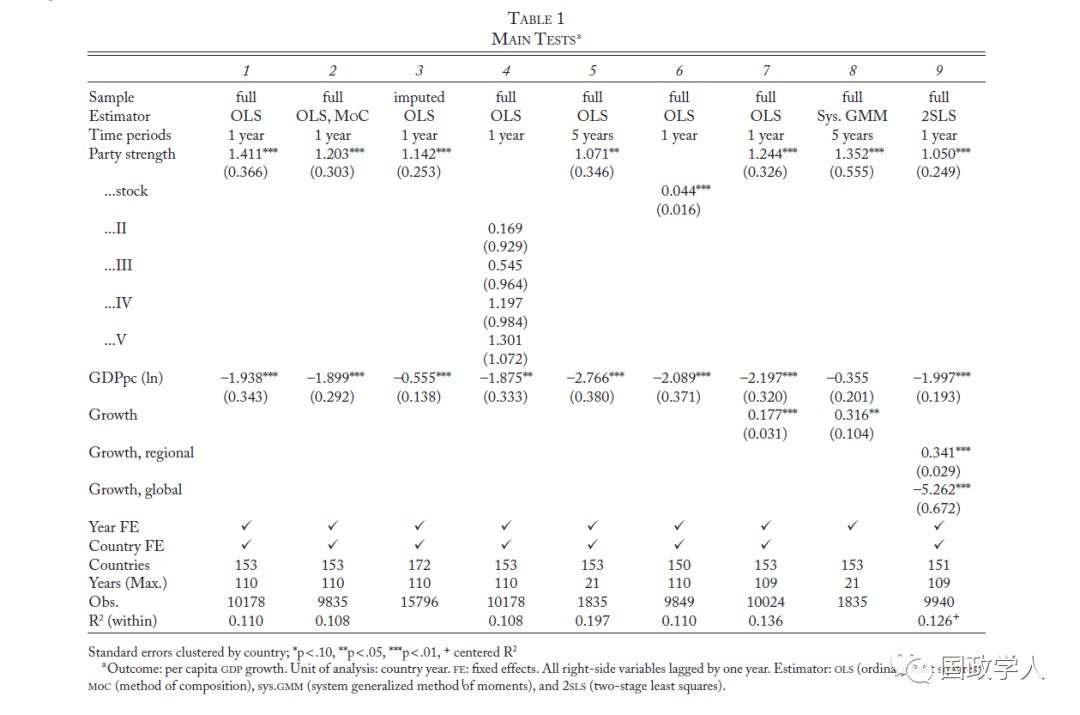 TABLE 1
MAIN TESTSᵃ
1 2 3 4 5 6 7 8 9
Sample full full imputed full full full full full full
Estimator OLS OLS, MoC OLS OLS OLS OLS OLS Sys. GMM 2SLS
Time periods 1 year 1 year 1 year 1 year 5 years 1 year 1 year 5 years 1 year
Party strength 1.411*** 1.203*** 1.142*** 1.071** 1.244*** 1.352*** 1.050***
(0.366) (0.303) (0.253) (0.346) (0.326) (0.555) (0.249)
...stock 0.044***
(0.016)
...II 0.169
(0.929)
...III 0.545
(0.964)
...IV 1.197
(0.984)
...V 1.301
(1.072)
GDPpc (ln) −1.938*** −1.899*** −0.555*** −1.875** −2.766*** −2.089*** −2.197*** −0.355 −1.997***
(0.343) (0.292) (0.138) (0.333) (0.380) (0.371) (0.320) (0.201) (0.193)
Growth 0.177*** 0.316**
(0.031) (0.104)
Growth, regional 0.341***
(0.029)
Growth, global −5.262***
(0.672)
Year FE ✓ ✓ ✓ ✓ ✓ ✓ ✓ ✓ ✓
Country FE ✓ ✓ ✓ ✓ ✓ ✓ ✓ ✓
Countries 153 153 172 153 153 150 153 153 151
Years (Max.) 110 110 110 110 21 110 109 21 109
Obs. 10178 9835 15796 10178 1835 9849 10024 1835 9940
R² (within) 0.110 0.108 0.108 0.197 0.110 0.136 0.126⁺
Standard errors clustered by country; *p<.10, **p<.05, ***p<.01, ⁺ centered R²
ᵃOutcome: per capita GDP growth. Unit of analysis: country year. FE: fixed effects. All right-side variables lagged by one year. Estimator: OLS
MOC (method of composition), sys.GMM (system generalized method of moments), and 2SLS (two-stage least squares).
国政学人